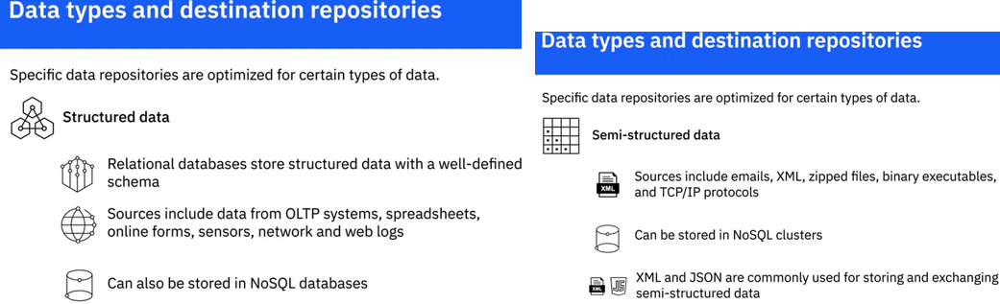 Data types and destination repositories
Specific data repositories are optimized for certain types of data.
Structured data
Relational databases store structured data with a well-defined
schema
Sources include data from OLTP systems, spreadsheets,
online forms, sensors, network and web logs
Can also be stored in NoSQL databases
Data types and destination repositories
Specific data repositories are optimized for certain types of data.
Semi-structured data
XML
Sources include emails, XML, zipped files, binary executables,
and TCP/IP protocols
Can be stored in NoSQL clusters
XML
JS
XML and JSON are commonly used for storing and exchanging
semi-structured data